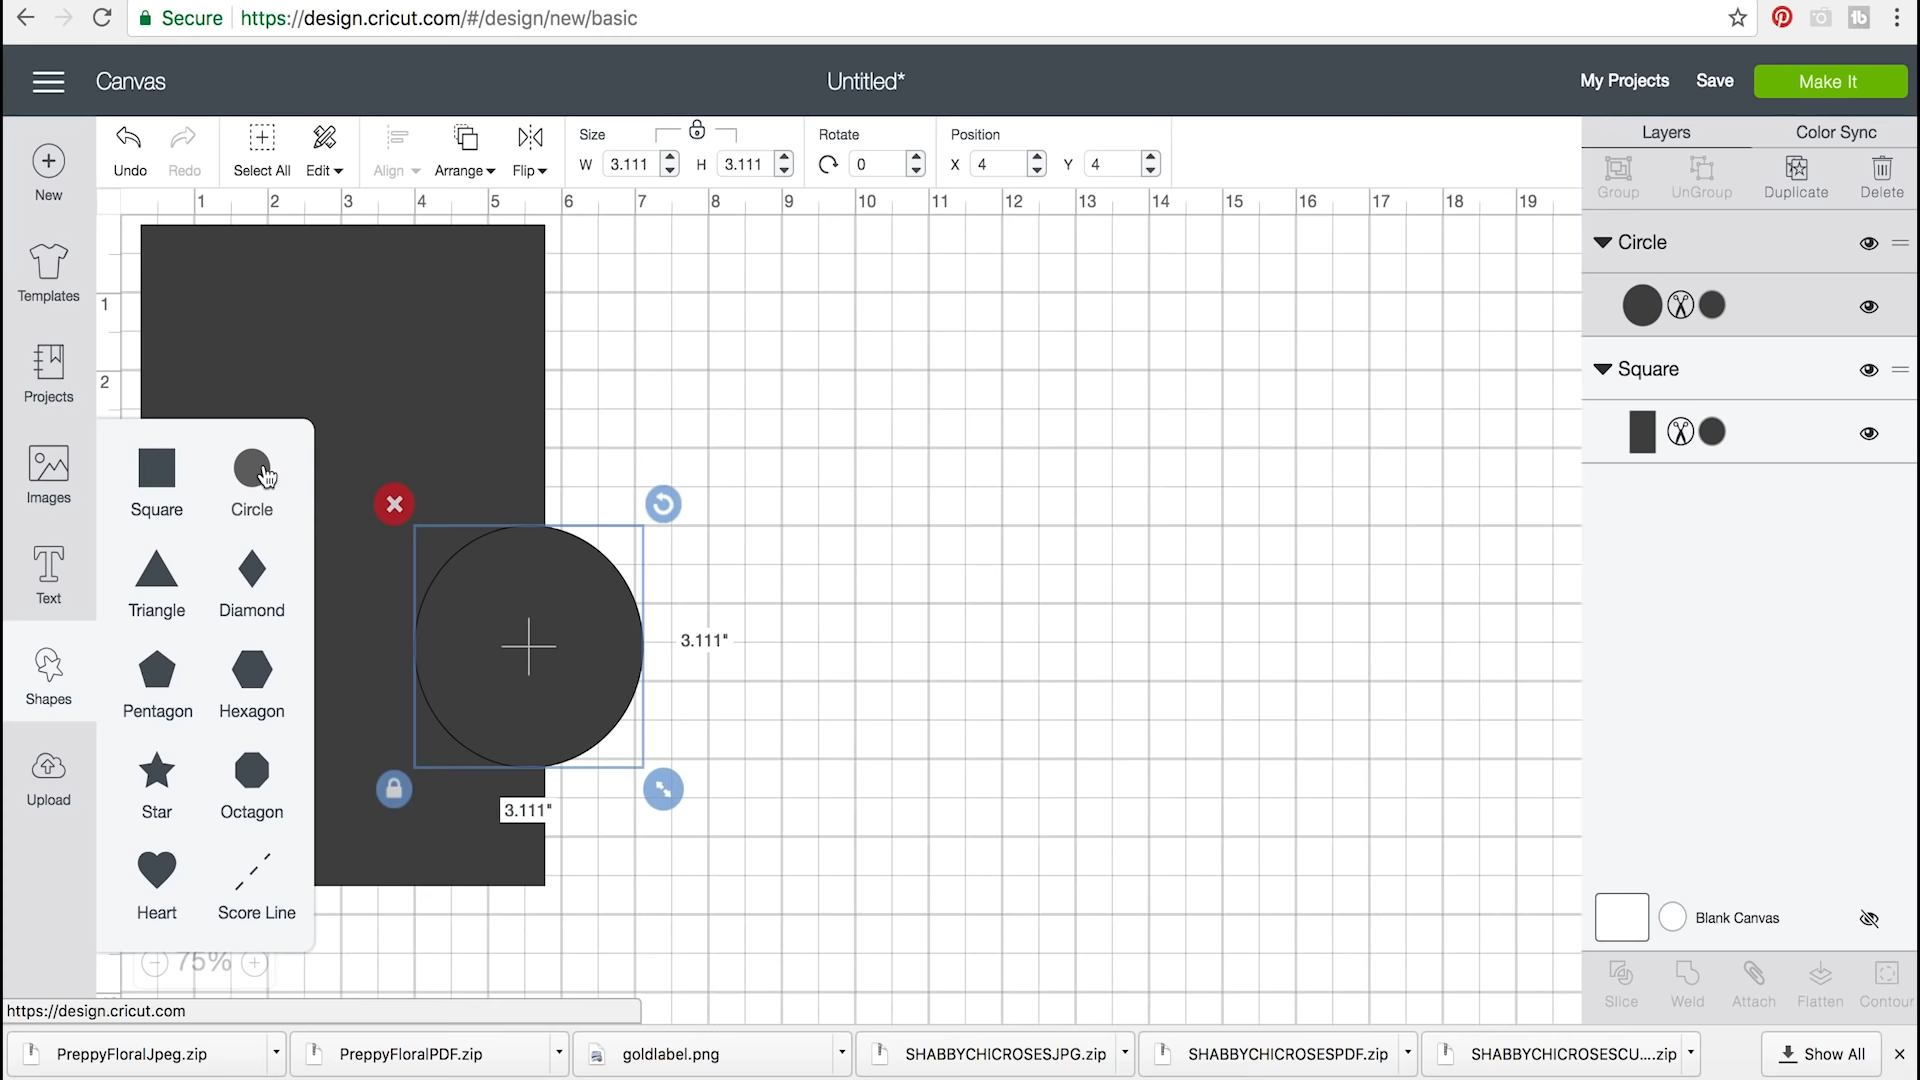 Secure https://design.cricut.com/#/design/new/basic
Canvas Untitled* My Projects Save Make It
Undo Redo Select All Edit Align Arrange Flip
Size W 3.111 H 3.111
Rotate 0
Position X 4 Y 4
Layers Color Sync
Group UnGroup Duplicate Delete
1 2 3 4 5 6 7 8 9 10 11 12 13 14 15 16 17 18 19
1
2
New
Templates
Projects
Images
Text
Shapes
Upload
Square Circle
Triangle Diamond
Pentagon Hexagon
Star Octagon
Heart Score Line
3.111"
3.111"
75%
Circle
Square
Blank Canvas
Slice Weld Attach Flatten Contour
https://design.cricut.com
PreppyFloralJpeg.zip PreppyFloralPDF.zip goldlabel.png SHABBYCHICROSESJPG.zip SHABBYCHICROSESPDF.zip SHABBYCHICROSESCU....zip Show All